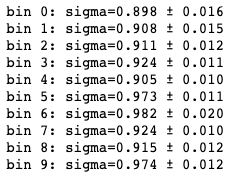 bin 0: sigma=0.898 ± 0.016
bin 1: sigma=0.908 ± 0.015
bin 2: sigma=0.911 ± 0.012
bin 3: sigma=0.924 ± 0.011
bin 4: sigma=0.905 ± 0.010
bin 5: sigma=0.973 ± 0.011
bin 6: sigma=0.982 ± 0.020
bin 7: sigma=0.924 ± 0.010
bin 8: sigma=0.915 ± 0.012
bin 9: sigma=0.974 ± 0.012